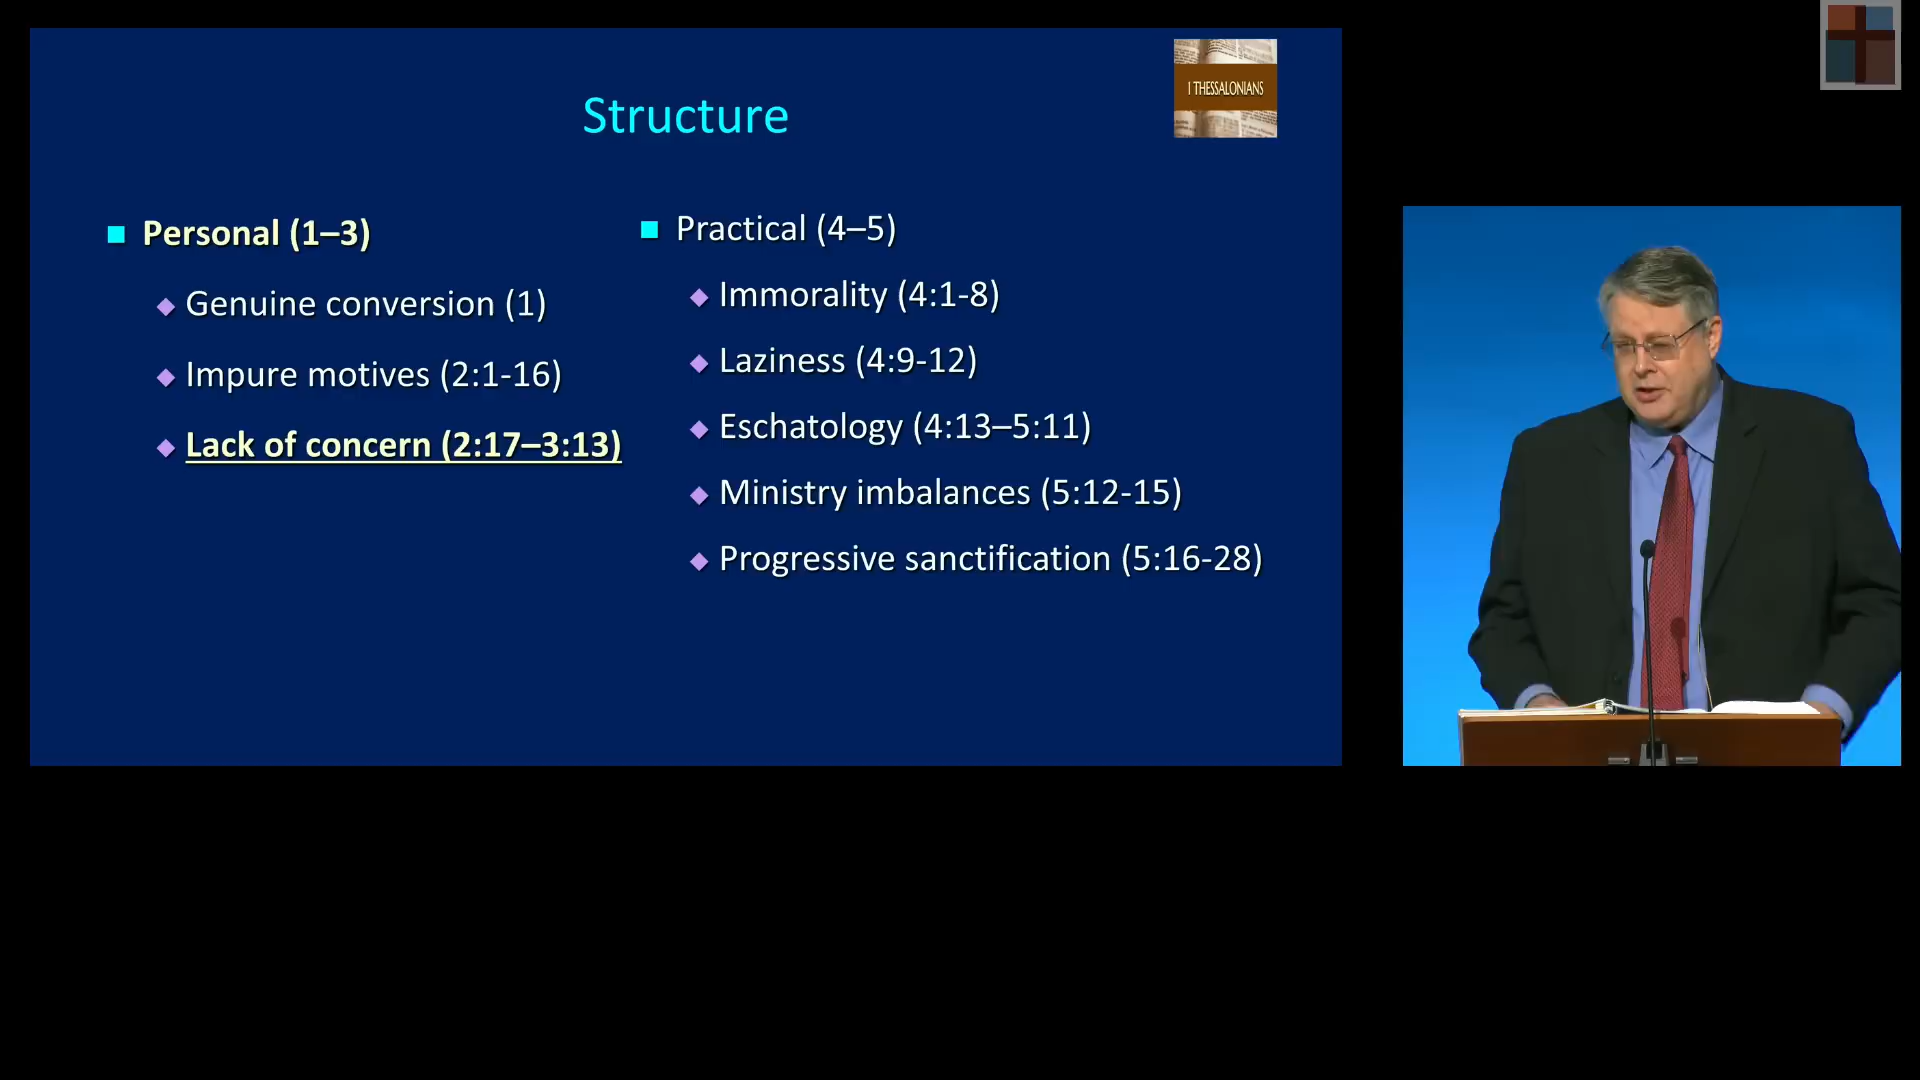 Structure
I THESSALONIANS
Personal (1–3)
Genuine conversion (1)
Impure motives (2:1-16)
Lack of concern (2:17–3:13)
Practical (4–5)
Immorality (4:1-8)
Laziness (4:9-12)
Eschatology (4:13–5:11)
Ministry imbalances (5:12-15)
Progressive sanctification (5:16-28)